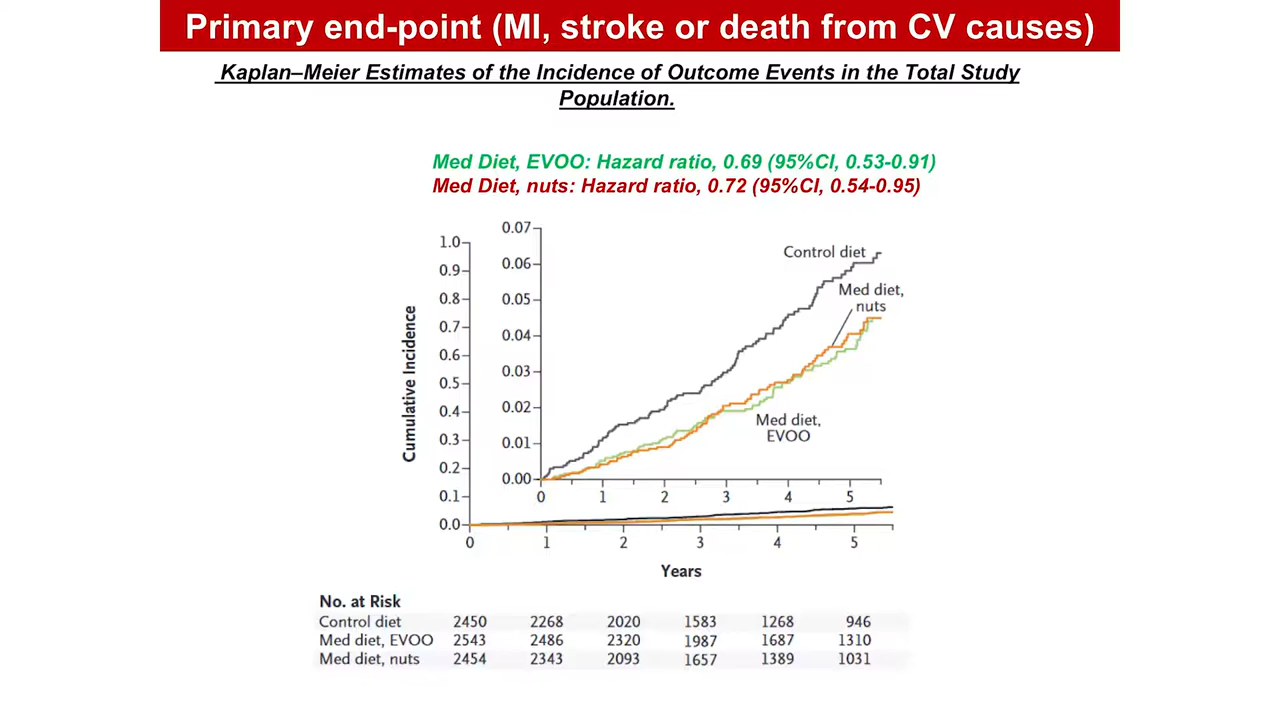 Primary end-point (MI, stroke or death from CV causes)
Kaplan–Meier Estimates of the Incidence of Outcome Events in the Total Study
Population.
Med Diet, EVOO: Hazard ratio, 0.69 (95%CI, 0.53-0.91)
Med Diet, nuts: Hazard ratio, 0.72 (95%CI, 0.54-0.95)
Cumulative Incidence
1.0
0.9
0.8
0.7
0.6
0.5
0.4
0.3
0.2
0.1
0.0
0.07
0.06
0.05
0.04
0.03
0.02
0.01
0.00
Control diet
Med diet,
nuts
Med diet,
EVOO
0 1 2 3 4 5
0 1 2 3 4 5
Years
No. at Risk
Control diet 2450 2268 2020 1583 1268 946
Med diet, EVOO 2543 2486 2320 1987 1687 1310
Med diet, nuts 2454 2343 2093 1657 1389 1031